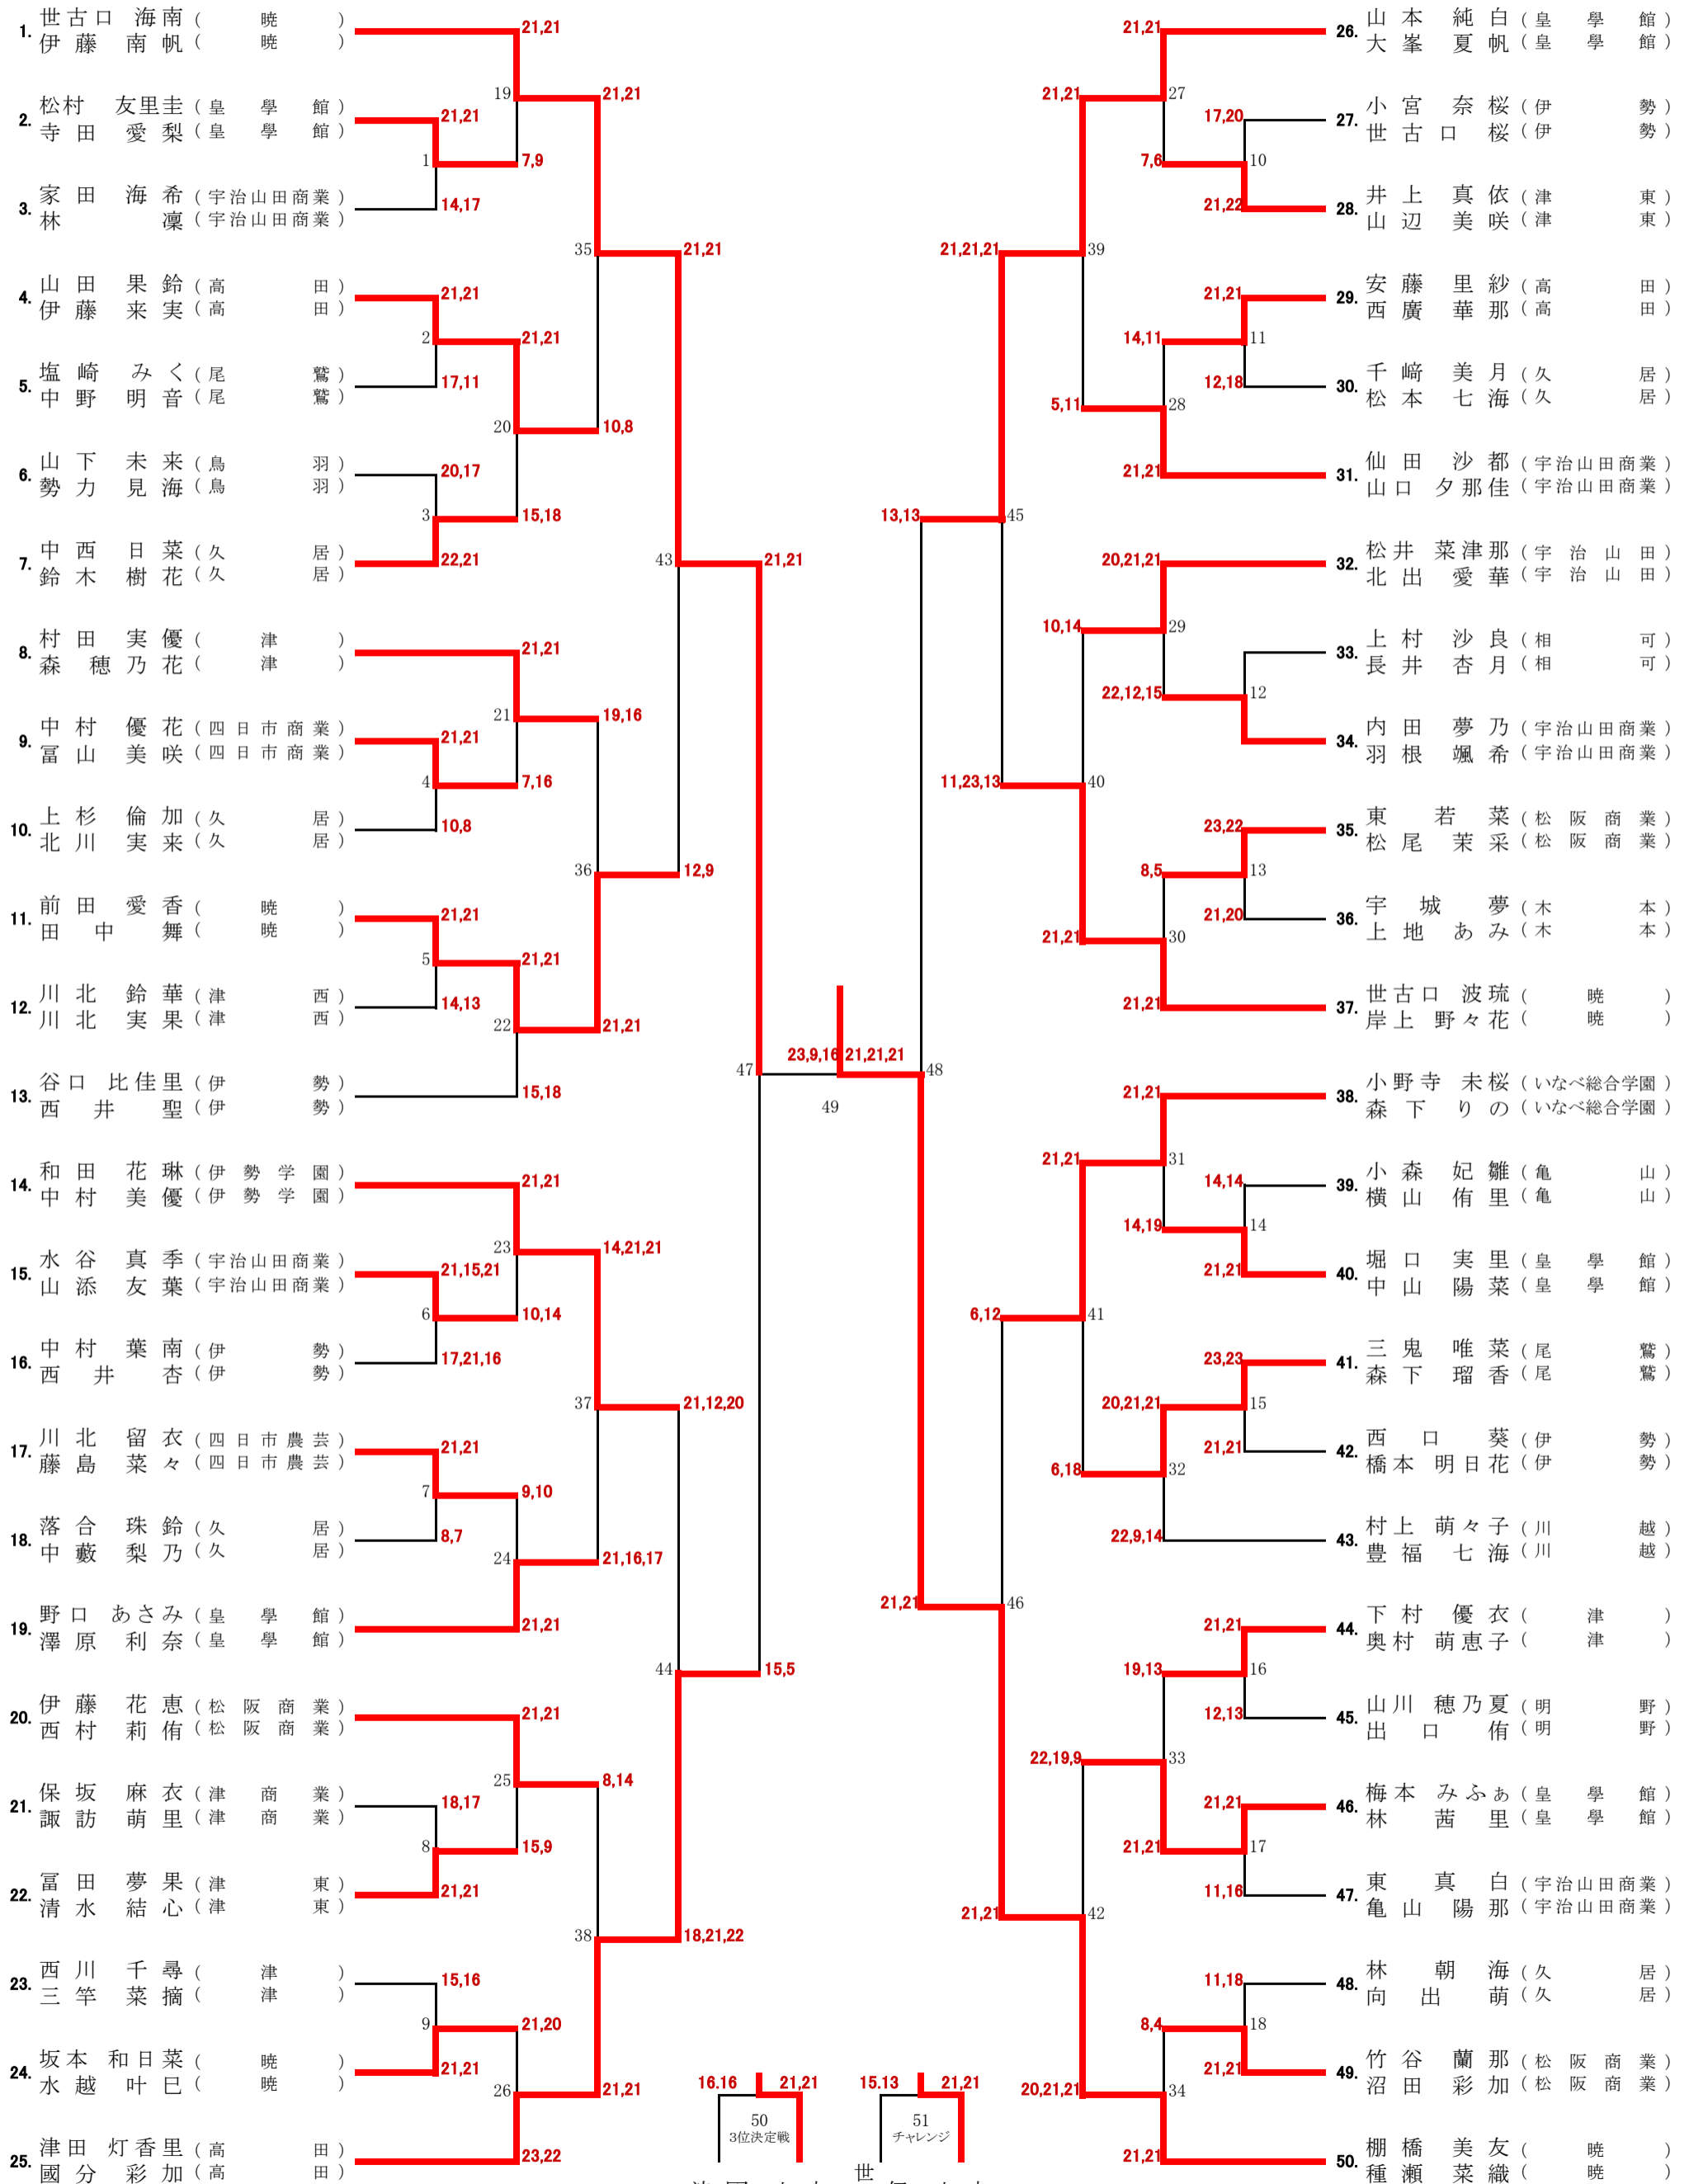 1. 世古口 海南 ( 暁 )
伊藤 南帆 ( 暁 )
21,21
19
21,21
2. 松村 友里圭 ( 皇學館 )
寺田 愛梨 ( 皇學館 )
21,21
1
7,9
3. 家田 海希 ( 宇治山田商業 )
林 凜 ( 宇治山田商業 )
14,17
35
21,21
4. 山田 果鈴 ( 高田 )
伊藤 来実 ( 高田 )
21,21
2
21,21
5. 塩崎 みく ( 尾鷲 )
中野 明音 ( 尾鷲 )
17,11
20
10,8
6. 山下 未来 ( 鳥羽 )
勢力 見海 ( 鳥羽 )
20,17
3
15,18
7. 中西 日菜 ( 久居 )
鈴木 樹花 ( 久居 )
22,21
43
21,21
8. 村田 実優 ( 津 )
森 穂乃花 ( 津 )
21,21
21
19,16
9. 中村 優花 ( 四日市商業 )
冨山 美咲 ( 四日市商業 )
21,21
4
7,16
10. 上杉 倫加 ( 久居 )
北川 実来 ( 久居 )
10,8
36
12,9
11. 前田 愛香 ( 暁 )
田中 舞 ( 暁 )
21,21
5
21,21
12. 川北 鈴華 ( 津西 )
川北 実果 ( 津西 )
14,13
22
21,21
13. 谷口 比佳里 ( 伊勢 )
西井 聖 ( 伊勢 )
15,18
47
23,9,16
21,21,21
49
48
14. 和田 花琳 ( 伊勢学園 )
中村 美優 ( 伊勢学園 )
21,21
23
14,21,21
15. 水谷 真季 ( 宇治山田商業 )
山添 友葉 ( 宇治山田商業 )
21,15,21
6
10,14
16. 中村 葉南 ( 伊勢 )
西井 杏 ( 伊勢 )
17,21,16
37
21,12,20
17. 川北 留衣 ( 四日市農芸 )
藤島 菜々 ( 四日市農芸 )
21,21
7
9,10
18. 落合 珠鈴 ( 久居 )
中藪 梨乃 ( 久居 )
8,7
24
21,16,17
19. 野口 あさみ ( 皇學館 )
澤原 利奈 ( 皇學館 )
21,21
44
15,5
20. 伊藤 花恵 ( 松阪商業 )
西村 莉侑 ( 松阪商業 )
21,21
25
8,14
21. 保坂 麻衣 ( 津商業 )
諏訪 萌里 ( 津商業 )
18,17
8
15,9
22. 冨田 夢果 ( 津東 )
清水 結心 ( 津東 )
21,21
38
18,21,22
23. 西川 千尋 ( 津 )
三竿 菜摘 ( 津 )
15,16
9
21,20
24. 坂本 和日菜 ( 暁 )
水越 叶巳 ( 暁 )
21,21
26
21,21
25. 津田 灯香里 ( 高田 )
國分 彩加 ( 高田 )
23,22
16.16
21,21
50
3位決定戦
15.13
21,21
51
チャレンジ
世
21,21
26. 山本 純白 ( 皇學館 )
大峯 夏帆 ( 皇學館 )
21,21
27
17,20
27. 小宮 奈桜 ( 伊勢 )
世古口 桜 ( 伊勢 )
7,6
10
21,22
28. 井上 真依 ( 津東 )
山辺 美咲 ( 津東 )
21,21,21
39
21,21
29. 安藤 里紗 ( 高田 )
西廣 華那 ( 高田 )
14,11
11
12,18
30. 千﨑 美月 ( 久居 )
松本 七海 ( 久居 )
5,11
28
21,21
31. 仙田 沙都 ( 宇治山田商業 )
山口 夕那佳 ( 宇治山田商業 )
13,13
45
20,21,21
32. 松井 菜津那 ( 宇治山田 )
北出 愛華 ( 宇治山田 )
10,14
29
33. 上村 沙良 ( 相可 )
長井 杏月 ( 相可 )
22,12,15
12
34. 内田 夢乃 ( 宇治山田商業 )
羽根 颯希 ( 宇治山田商業 )
11,23,13
40
23,22
35. 東 若菜 ( 松阪商業 )
松尾 茉采 ( 松阪商業 )
8,5
13
21,20
36. 宇城 夢 ( 木本 )
上地 あみ ( 木本 )
21,21
30
21,21
37. 世古口 波琉 ( 暁 )
岸上 野々花 ( 暁 )
21,21
38. 小野寺 未桜 ( いなべ総合学園 )
森下 りの ( いなべ総合学園 )
21,21
31
14,14
39. 小森 妃雛 ( 亀山 )
横山 侑里 ( 亀山 )
14,19
14
21,21
40. 堀口 実里 ( 皇學館 )
中山 陽菜 ( 皇學館 )
6,12
41
23,23
41. 三鬼 唯菜 ( 尾鷲 )
森下 瑠香 ( 尾鷲 )
20,21,21
15
21,21
42. 西口 葵 ( 伊勢 )
橋本 明日花 ( 伊勢 )
6,18
32
22,9,14
43. 村上 萌々子 ( 川越 )
豊福 七海 ( 川越 )
21,21
46
21,21
44. 下村 優衣 ( 津 )
奥村 萌恵子 ( 津 )
19,13
16
12,13
45. 山川 穂乃夏 ( 明野 )
出口 侑 ( 明野 )
22,19,9
33
21,21
46. 梅本 みふぁ ( 皇學館 )
林 茜里 ( 皇學館 )
21,21
17
11,16
47. 東 真白 ( 宇治山田商業 )
亀山 陽那 ( 宇治山田商業 )
21,21
42
11,18
48. 林 朝海 ( 久居 )
向出 萌 ( 久居 )
8,4
18
21,21
49. 竹谷 蘭那 ( 松阪商業 )
沼田 彩加 ( 松阪商業 )
20,21,21
34
21,21
50. 棚橋 美友 ( 暁 )
種瀬 菜織 ( 暁 )